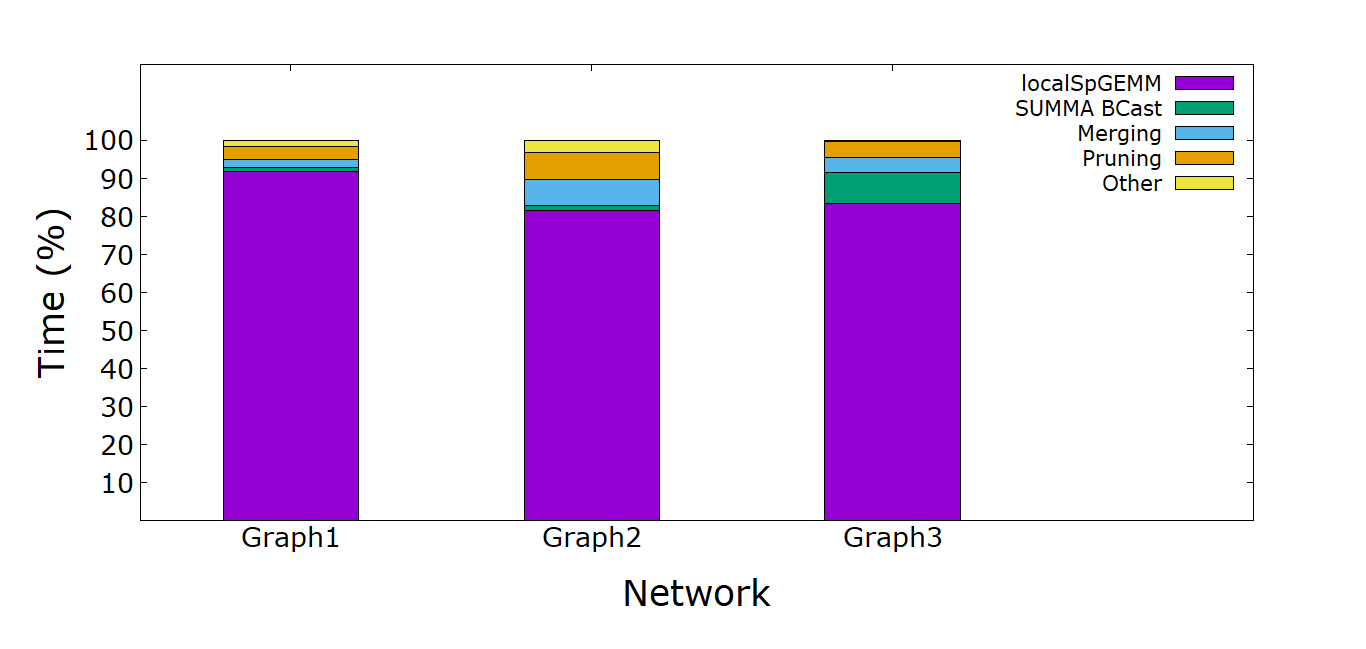 localSpGEMM
SUMMA BCast
Merging
Pruning
Other
100
90
80
70
60
50
40
30
20
10
Time (%)
Graph1 Graph2 Graph3
Network